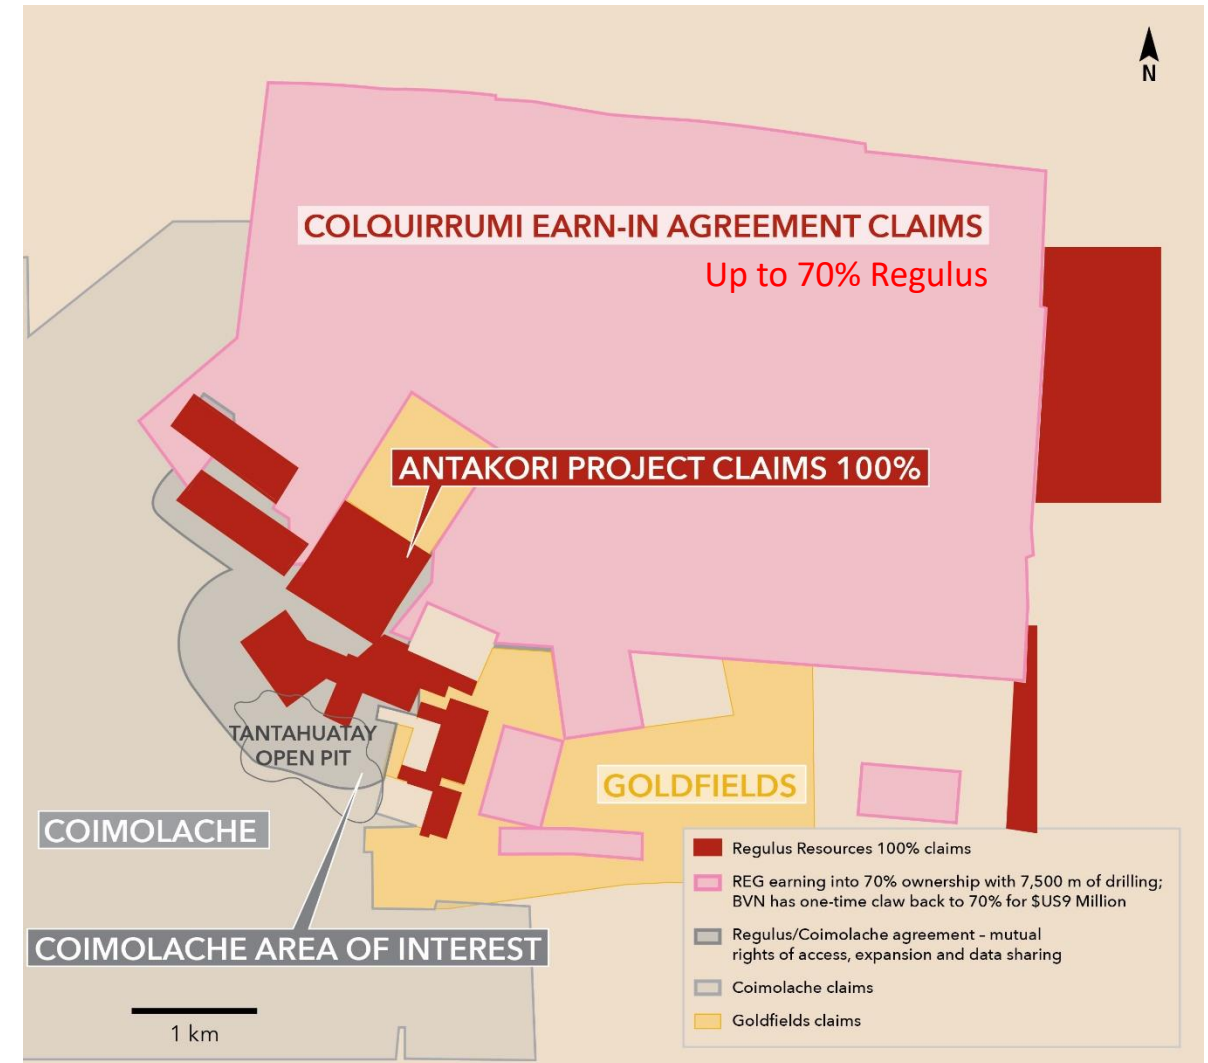 N
COLQUIRRUMI EARN-IN AGREEMENT CLAIMS
Up to 70% Regulus
ANTAKORI PROJECT CLAIMS 100%
TANTAHUATAY
OPEN PIT
GOLDFIELDS
COIMOLACHE
COIMOLACHE AREA OF INTEREST
1 km
Regulus Resources 100% claims
REG earning into 70% ownership with 7,500 m of drilling;
BVN has one-time claw back to 70% for $US9 Million
Regulus/Coimolache agreement – mutual
rights of access, expansion and data sharing
Coimolache claims
Goldfields claims